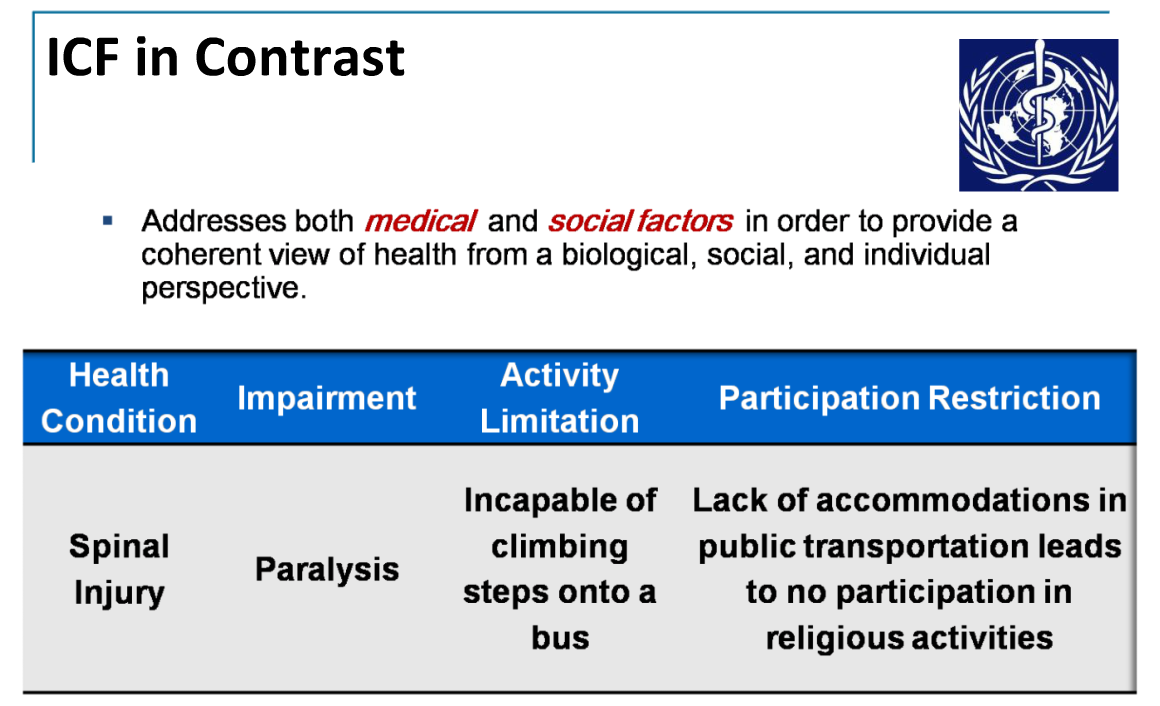 ICF in Contrast
Addresses both medical and social factors in order to provide a
coherent view of health from a biological, social, and individual
perspective.
Health
Condition
Impairment
Activity
Limitation
Participation Restriction
Spinal
Injury
Paralysis
Incapable of
climbing
steps onto a
bus
Lack of accommodations in
public transportation leads
to no participation in
religious activities